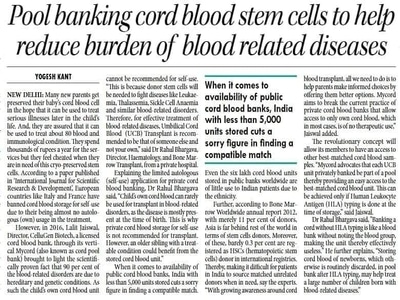 Pool banking cord blood stem cells to help
reduce burden of blood related diseases
YOGESH KANT
NEW DELHI: Many new parents get
preserved their baby's cord blood cell
in the hope that it can be used to treat
serious illnesses later in the child's
life. And, they are assured that it can
be used to treat about 80 blood and
immunological condition. They spend
thousands of rupees a year for the ser-
vices but they feel cheated when they
are in need of this cryo-preserved stem
cells. According to a paper published
in 'International Journal of Scientific
Research & Development', European
countries like Italy and France have
banned cord blood storage for self-use
due to their being almost no autolog-
ous (own) usage in the treatment.
However, in 2016, Lalit Jaiswal,
Director, CelluGen Biotech, a licensed
cord blood bank, through its verti-
cal Mycord (also known as cord pool
bank) brought to light the scientifi-
cally proven fact that 90 per cent of
the blood related disorders are due to
hereditary and genetic conditions. As
such the child's own cord blood unit
cannot be recommended for self-use.
"This is because donor stem cells will
be needed to fight diseases like Leukae-
mia, Thalassemia, Sickle Cell Anaemia
and similar blood related disorders.
Therefore, for effective treatment of
blood related diseases, Umbilical Cord
Blood (UCB) Transplant is recom-
mended to be that of someone else and
not your own," said Dr Rahul Bhargava,
Director, Haematology, and Bone Mar-
row Transplant, from a private hospital.
Explaining the limited autologous
(self-use) application for private cord
blood banking, Dr Rahul Bhargava
said, "Child's own blood can rarely
be used for transplant in blood related
disorders, as the disease is mostly pre-
sent at the time of birth. This is why
private cord blood storage for self-use
is not recommended for transplant.
However, an older sibling with a treat-
able condition could benefit from the
stored cord blood unit."
When it comes to availability of
public cord blood banks, India with
less than 5,000 units stored cuts a sorry
figure in finding a compatible match.
When it comes to
availability of public
cord blood banks, India
with less than 5,000
units stored cuts a
sorry figure in finding a
compatible match
Even the six lakh cord blood units
stored in public banks worldwide are of
little use to Indian patients due to
the ethnicity.
Further, according to Bone Mar-
row Worldwide annual report 2012,
with merely 11 per cent of donors,
Asia is far behind rest of the world in
terms of stem cells donors. Moreover,
of these, hardly 0.3 per cent are reg-
istered as HSCs (hematopoietic stem
cells) donor in international registries.
Thereby, making it difficult for patients
in India to source matched unrelated
donors when in need, say the experts.
"With growing awareness around cord
blood transplant, all we need to do is to
help parents make informed choices by
offering them better options. Mycord
aims to break the current practice of
private cord blood banks that allow
access to only own cord blood, which
in most cases, is of no therapeutic use,"
Jaiswal added.
The revolutionary concept will
allow its members to have an access to
other best-matched cord blood sam-
ples. "Mycord advocates that each UCB
unit privately banked be part of a pool
thereby providing an easy access to the
best-matched cord blood unit. This can
be achieved only if Human Leukocyte
Antigen (HLA) typing is done at the
time of storage," said Jaiswal.
Dr Rahul Bhargava said, "Banking a
cord without HLA typing is like a blood
bank without noting the blood group,
making the unit thereby effectively
useless". He further explains, "Storing
cord blood of newborns, which oth-
erwise is routinely discarded, in pool
bank after HLA typing, may help treat
a large number of children born with
related diseases."